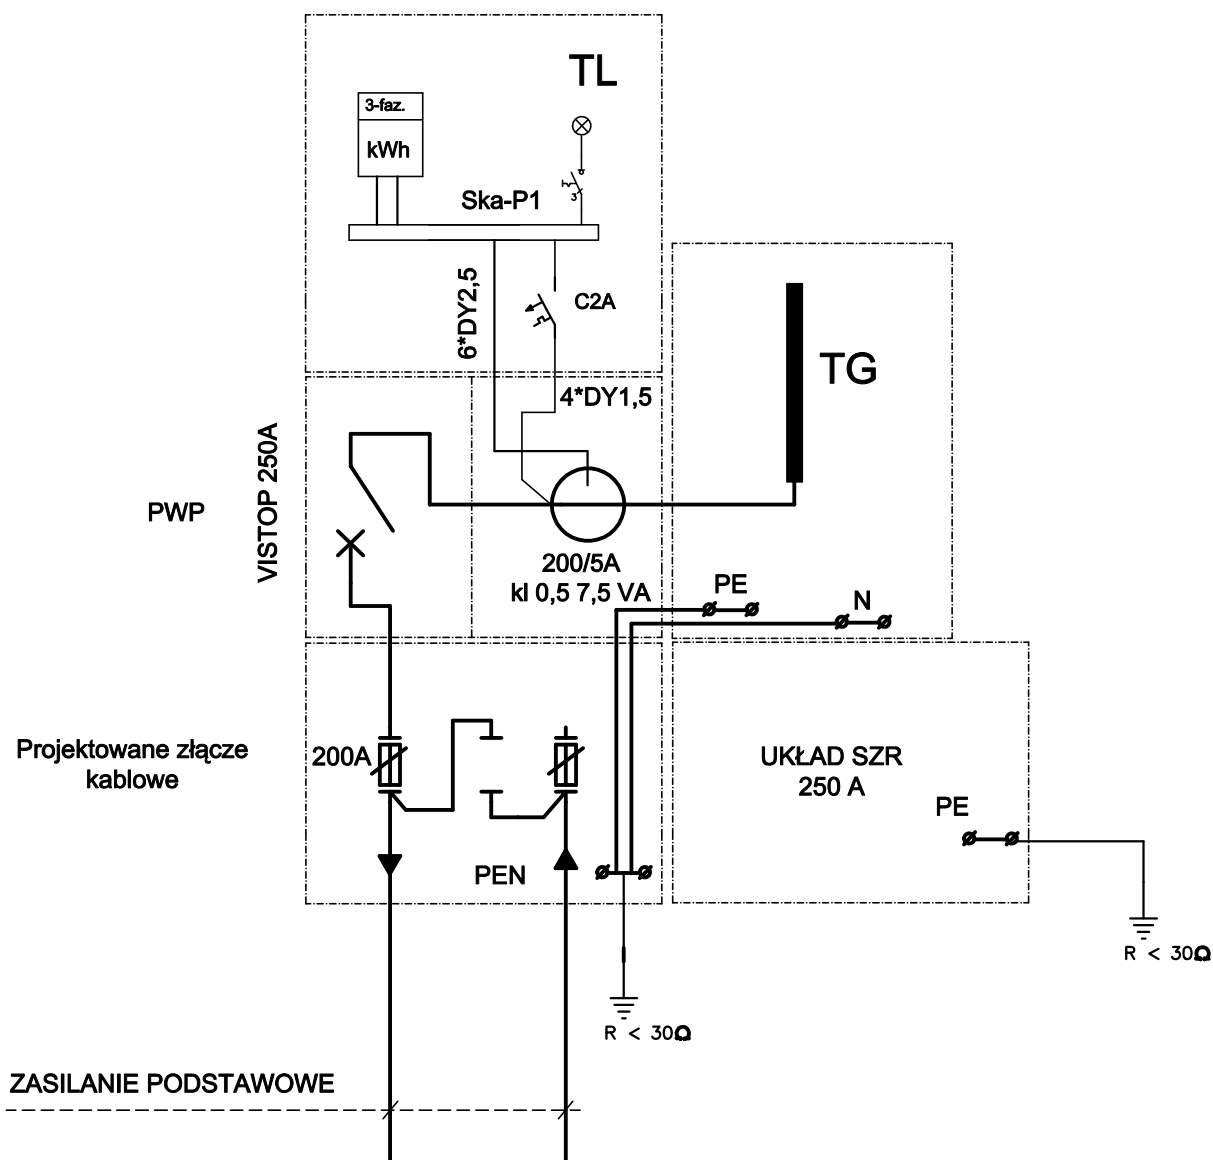 TL
3-faz.
kWh
Ska-P1
3
6*DY2,5
C2A
TG
4*DY1,5
PWP
VISTOP 250A
200/5A
kl 0,5 7,5 VA
PE
N
Projektowane złącze
kablowe
200A
UKŁAD SZR
250 A
PE
PEN
R < 30Ω
R < 30Ω
ZASILANIE PODSTAWOWE